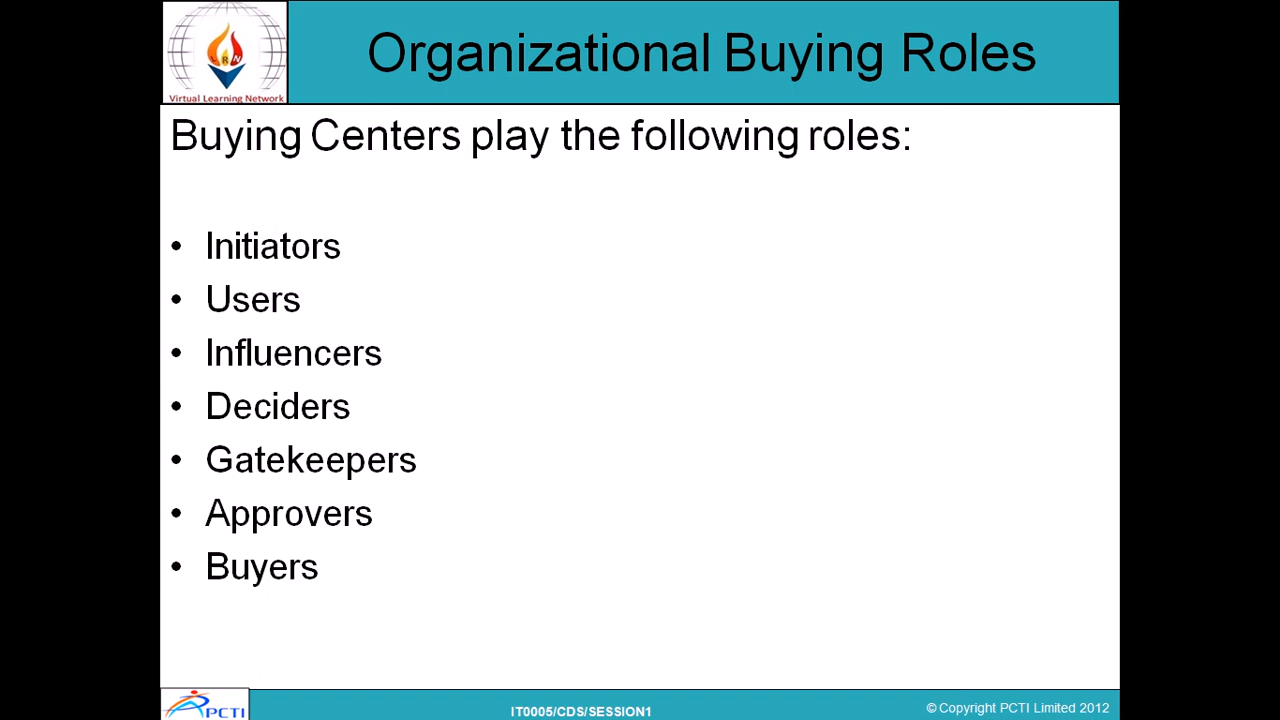 Organizational Buying Roles
LRN
Virtual Learning Network
Buying Centers play the following roles:
• Initiators
• Users
• Influencers
• Deciders
• Gatekeepers
• Approvers
• Buyers
PCTI
IT0005/CDS/SESSION1
© Copyright PCTI Limited 2012